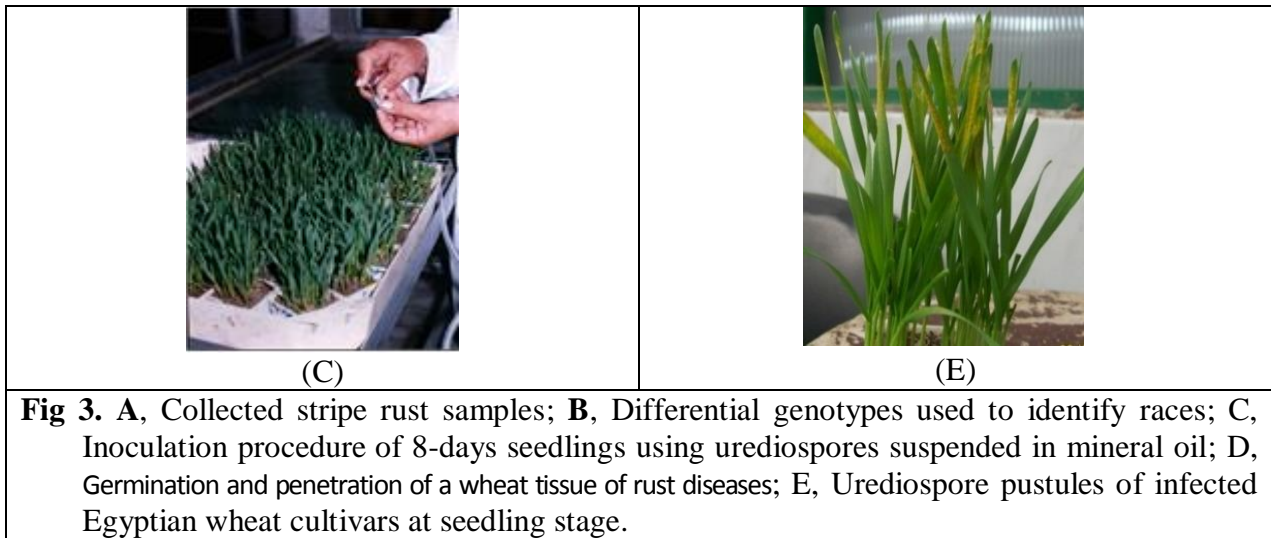 (C)
(E)
Fig 3. A, Collected stripe rust samples; B, Differential genotypes used to identify races; C,
Inoculation procedure of 8-days seedlings using urediospores suspended in mineral oil; D,
Germination and penetration of a wheat tissue of rust diseases; E, Urediospore pustules of infected
Egyptian wheat cultivars at seedling stage.